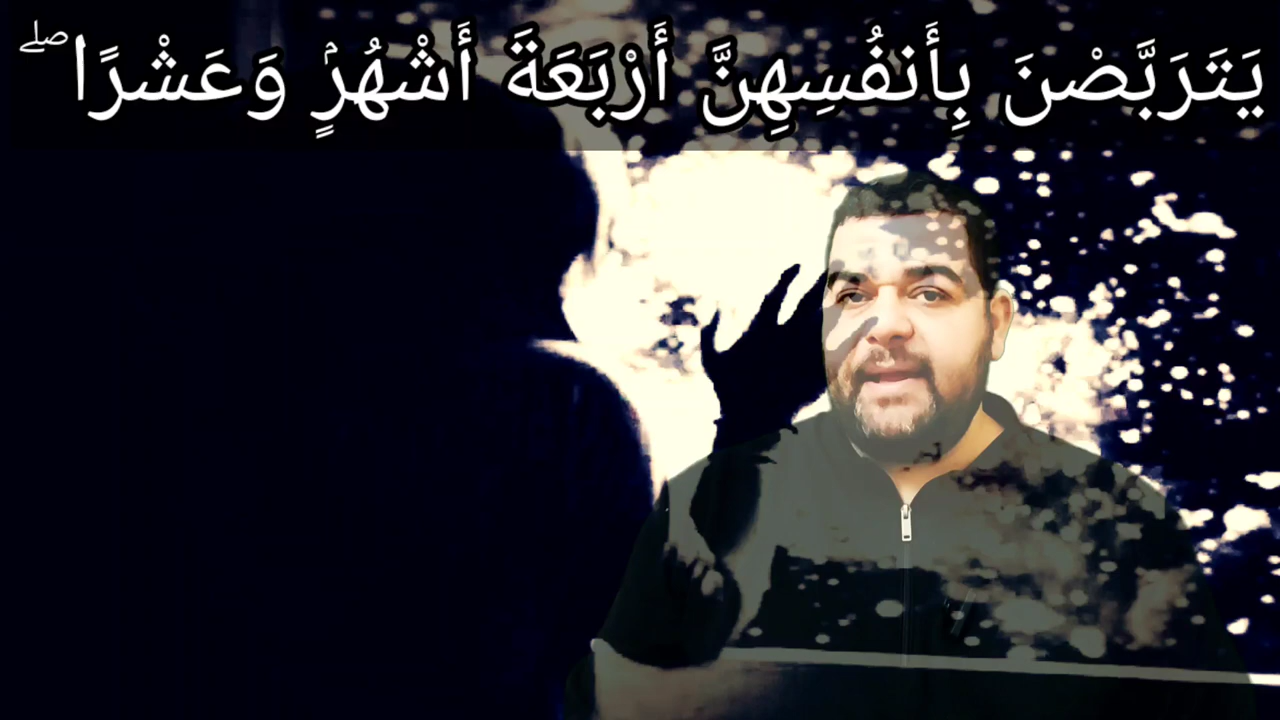 يَتَرَبَّصْنَ بِأَنفُسِهِنَّ أَرْبَعَةَ أَشْهُرٍۢ وَعَشْرًا ۖ